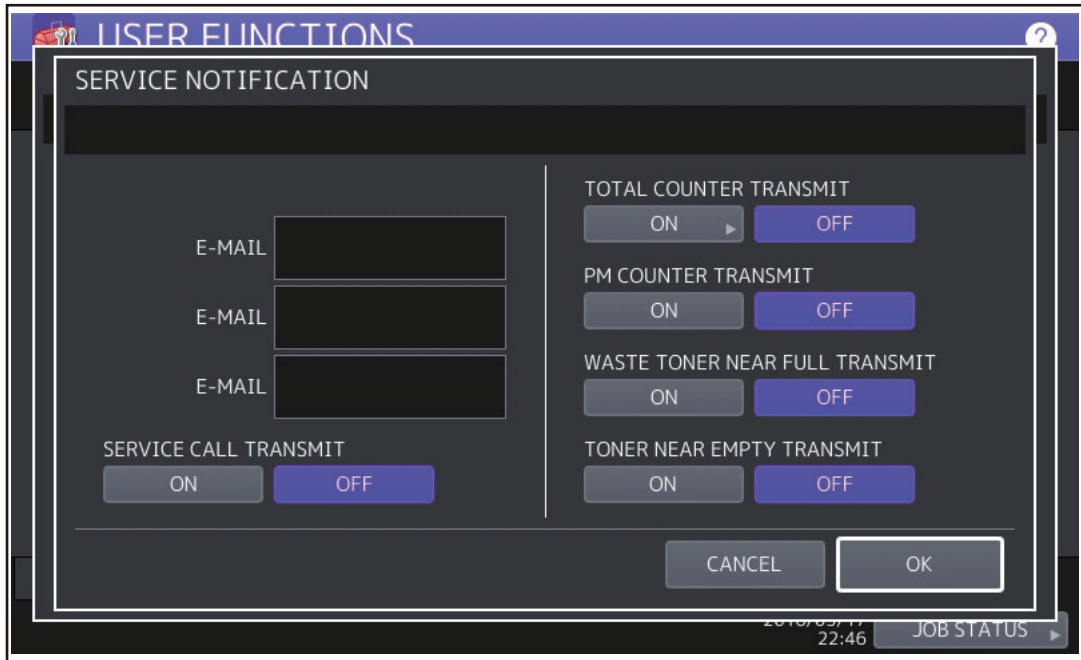 USER FUNCTIONS
?
SERVICE NOTIFICATION
E-MAIL
E-MAIL
E-MAIL
SERVICE CALL TRANSMIT
ON OFF
TOTAL COUNTER TRANSMIT
ON OFF
PM COUNTER TRANSMIT
ON OFF
WASTE TONER NEAR FULL TRANSMIT
ON OFF
TONER NEAR EMPTY TRANSMIT
ON OFF
CANCEL OK
22:46
JOB STATUS